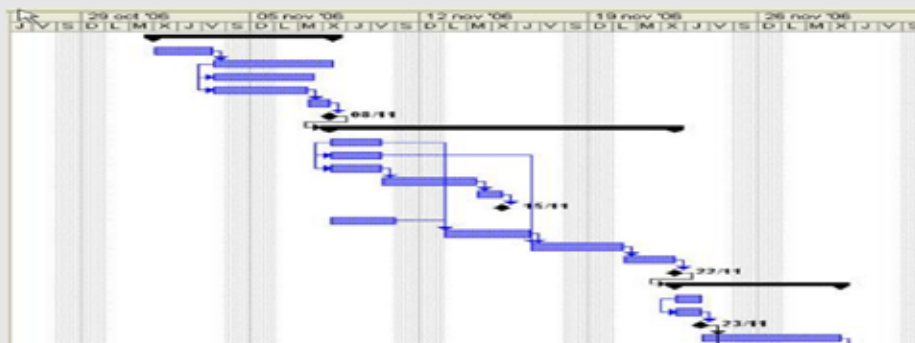 29 oct '06 05 nov '06 12 nov '06 19 nov '06 26 nov '06
J V S D L M X J V S D L M X J V S D L M X J V S D L M X J V S D L M X J V S
08/11
15/11
22/11
23/11